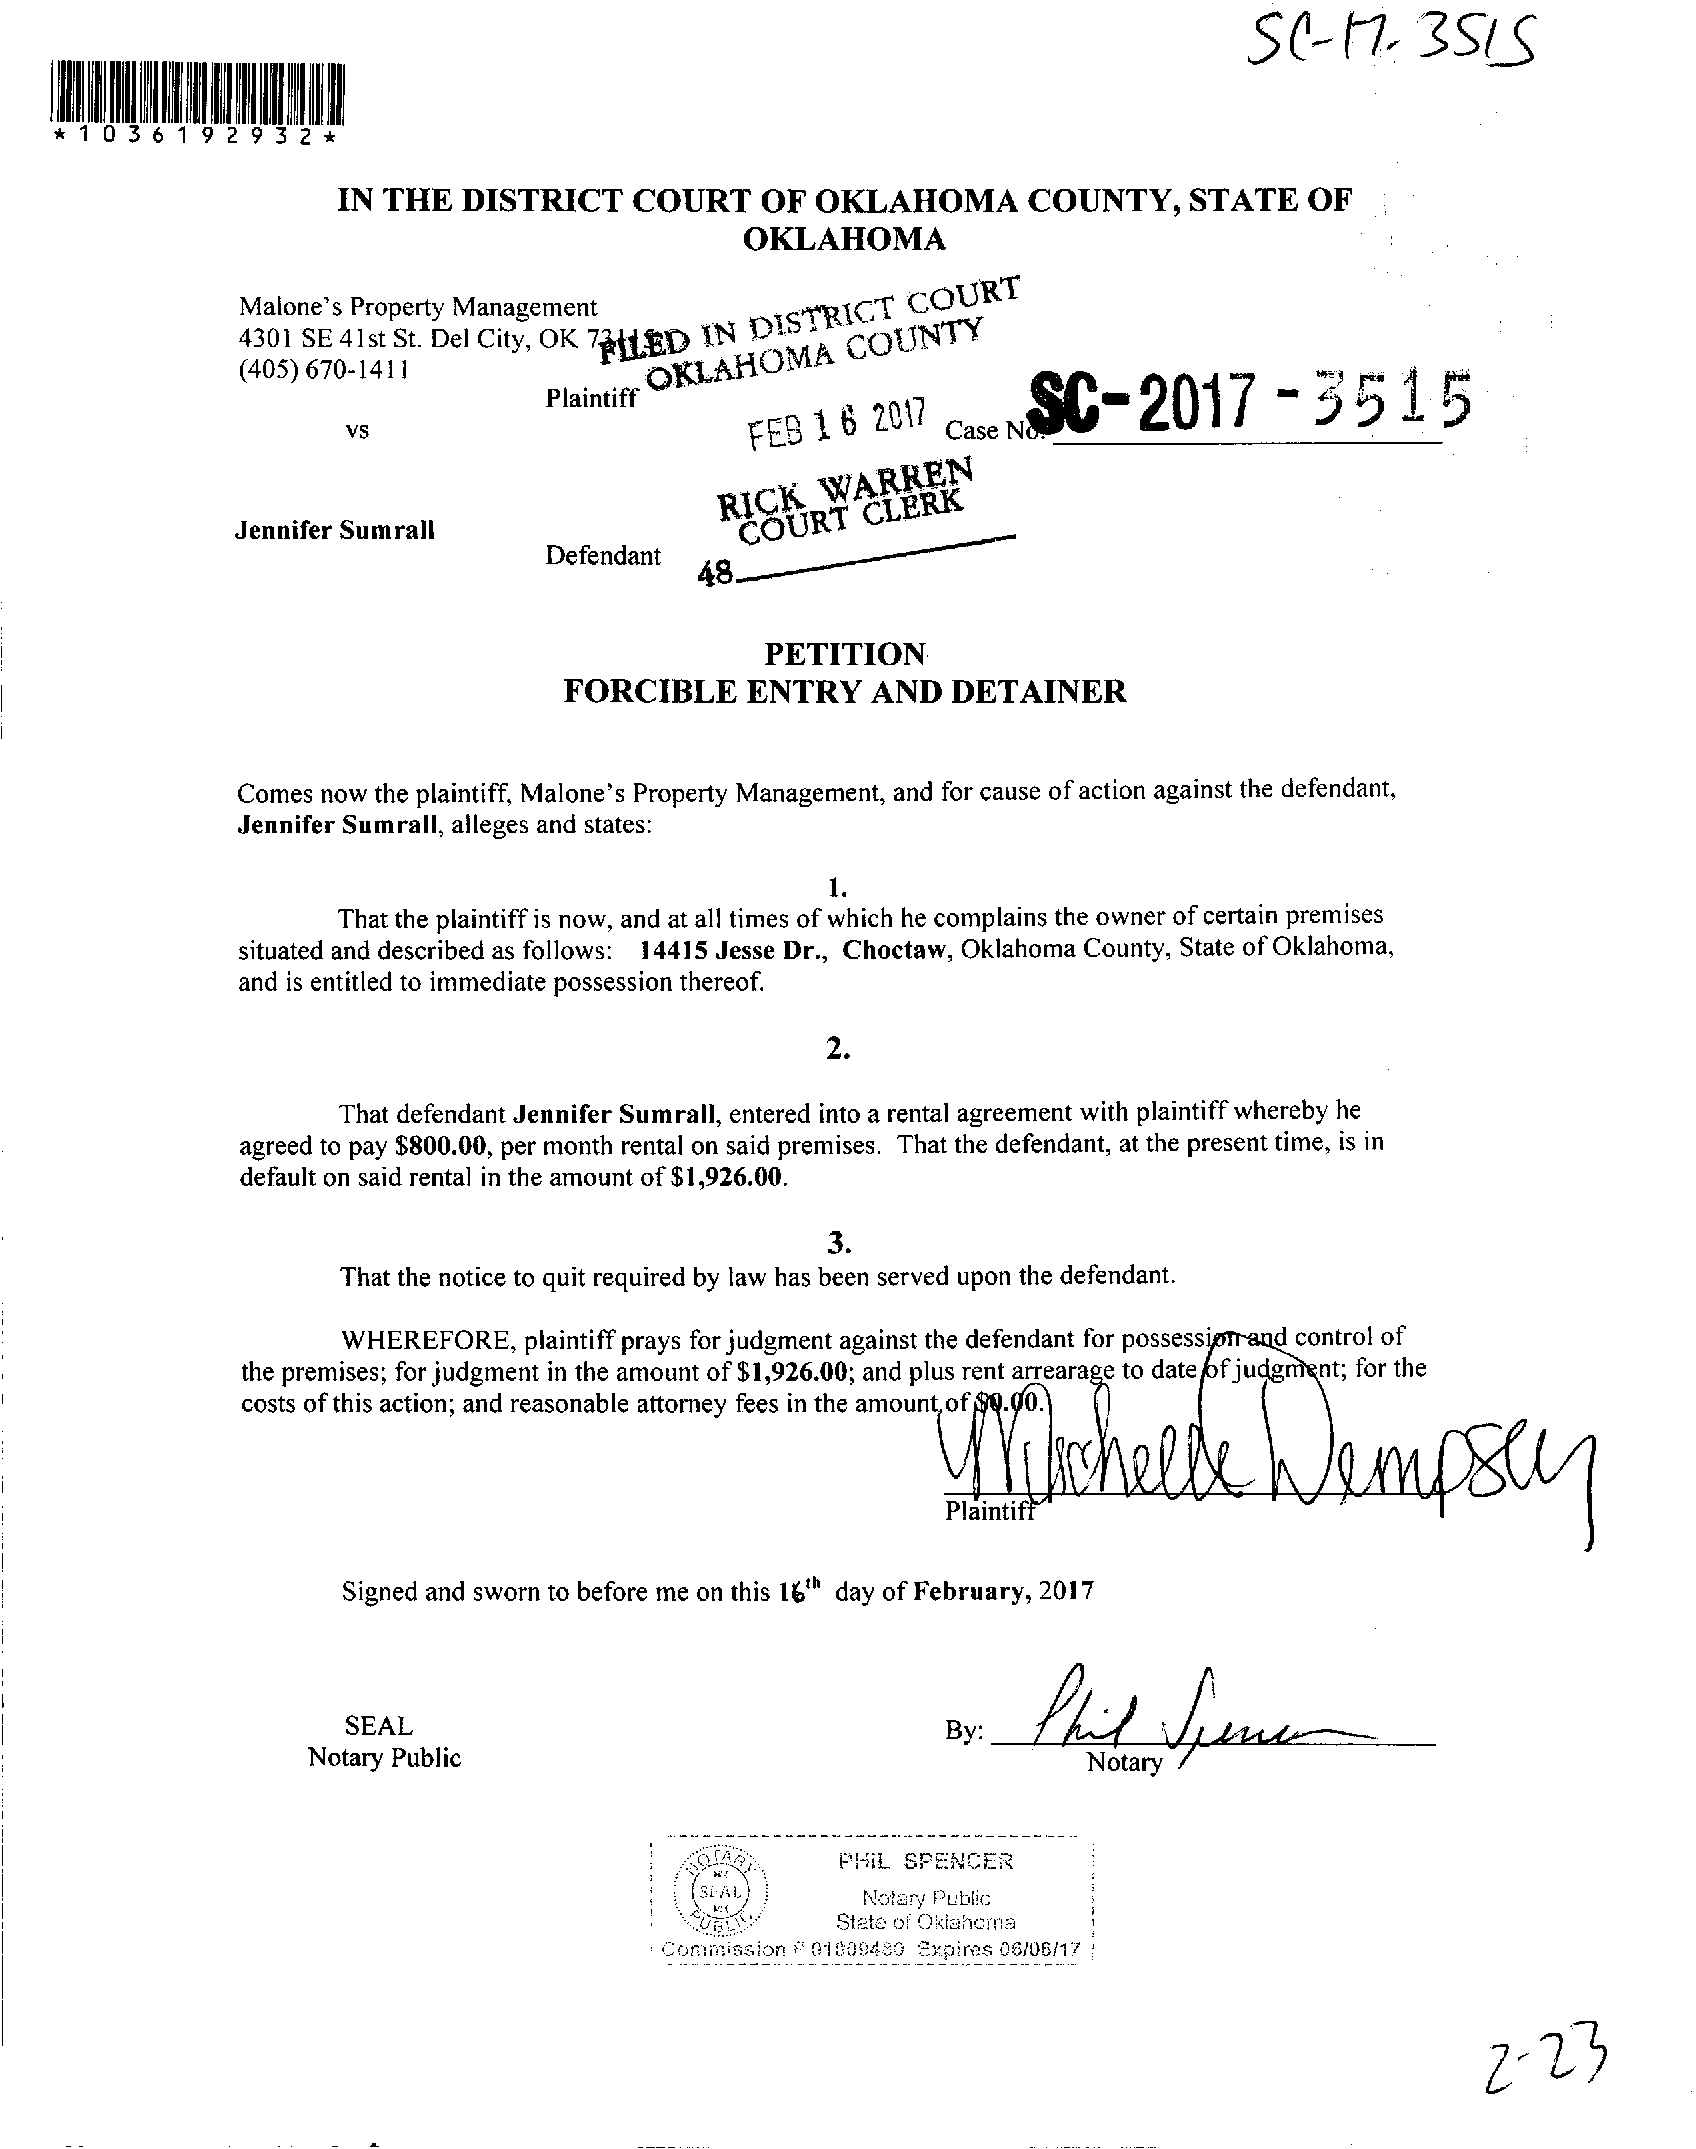 SC-17-3515
*1036192932*
IN THE DISTRICT COURT OF OKLAHOMA COUNTY, STATE OF
OKLAHOMA
Malone's Property Management
4301 SE 41st St. Del City, OK
(405) 670-1411
Plaintiff
vs
FILED IN DISTRICT COURT
OKLAHOMA COUNTY
FEB 16 2017
Case No. SC-2017-3515
RICK WARREN
COURT CLERK
48
Jennifer Sumrall
Defendant
PETITION
FORCIBLE ENTRY AND DETAINER
Comes now the plaintiff, Malone's Property Management, and for cause of action against the defendant,
Jennifer Sumrall, alleges and states:
1.
That the plaintiff is now, and at all times of which he complains the owner of certain premises
situated and described as follows: 14415 Jesse Dr., Choctaw, Oklahoma County, State of Oklahoma,
and is entitled to immediate possession thereof.
2.
That defendant Jennifer Sumrall, entered into a rental agreement with plaintiff whereby he
agreed to pay $800.00, per month rental on said premises. That the defendant, at the present time, is in
default on said rental in the amount of $1,926.00.
3.
That the notice to quit required by law has been served upon the defendant.
WHEREFORE, plaintiff prays for judgment against the defendant for possession and control of
the premises; for judgment in the amount of $1,926.00; and plus rent arrearage to date of judgment; for the
costs of this action; and reasonable attorney fees in the amount of $0.00.
Michelle Dempsey
Plaintiff
Signed and sworn to before me on this 16th day of February, 2017
SEAL
Notary Public
By: Phil Spencer
Notary
NOTARY
SEAL
PUBLIC
PHIL SPENCER
Notary Public
State of Oklahoma
Commission # Expires 06/06/17
2-23